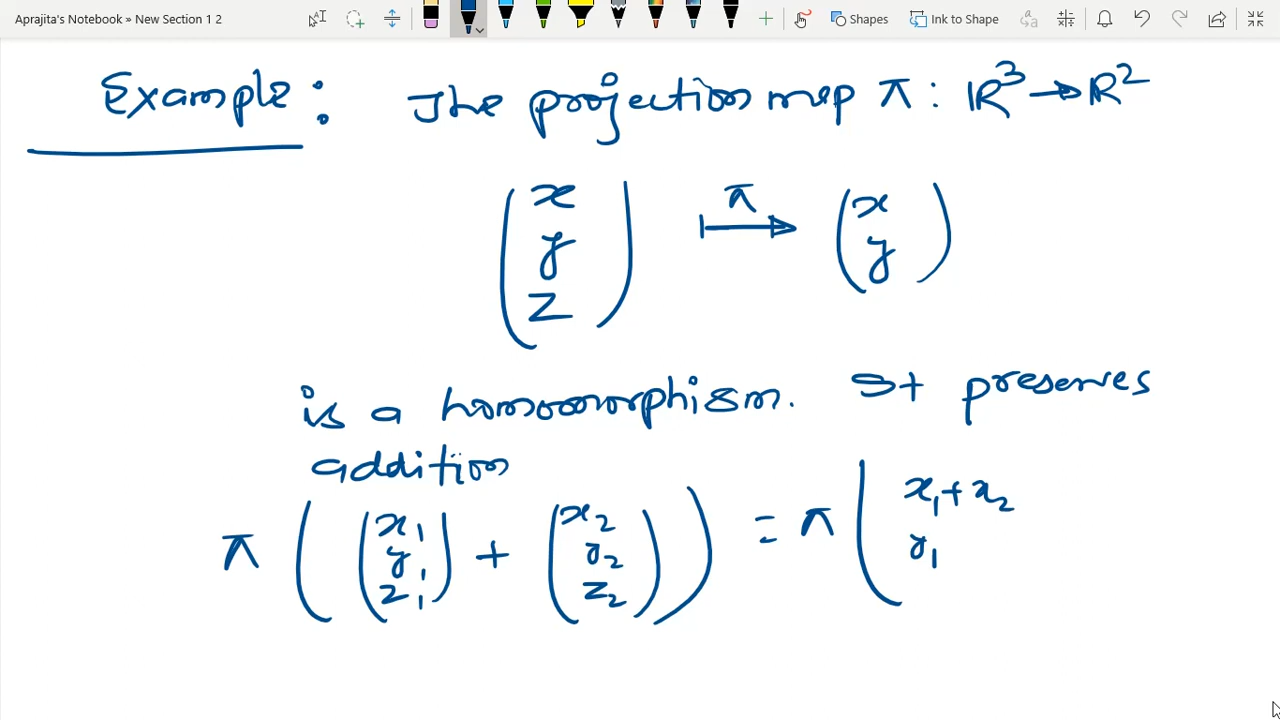 Aprajita's Notebook » New Section 1 2
Shapes
Ink to Shape
Example : The projection map π : ℝ³ → ℝ²
( x y z ) ↦π ( x y )
is a homomorphism. It preserves
addition
π ( ( x₁ y₁ z₁ ) + ( x₂ y₂ z₂ ) ) = π ( x₁+x₂ y₁